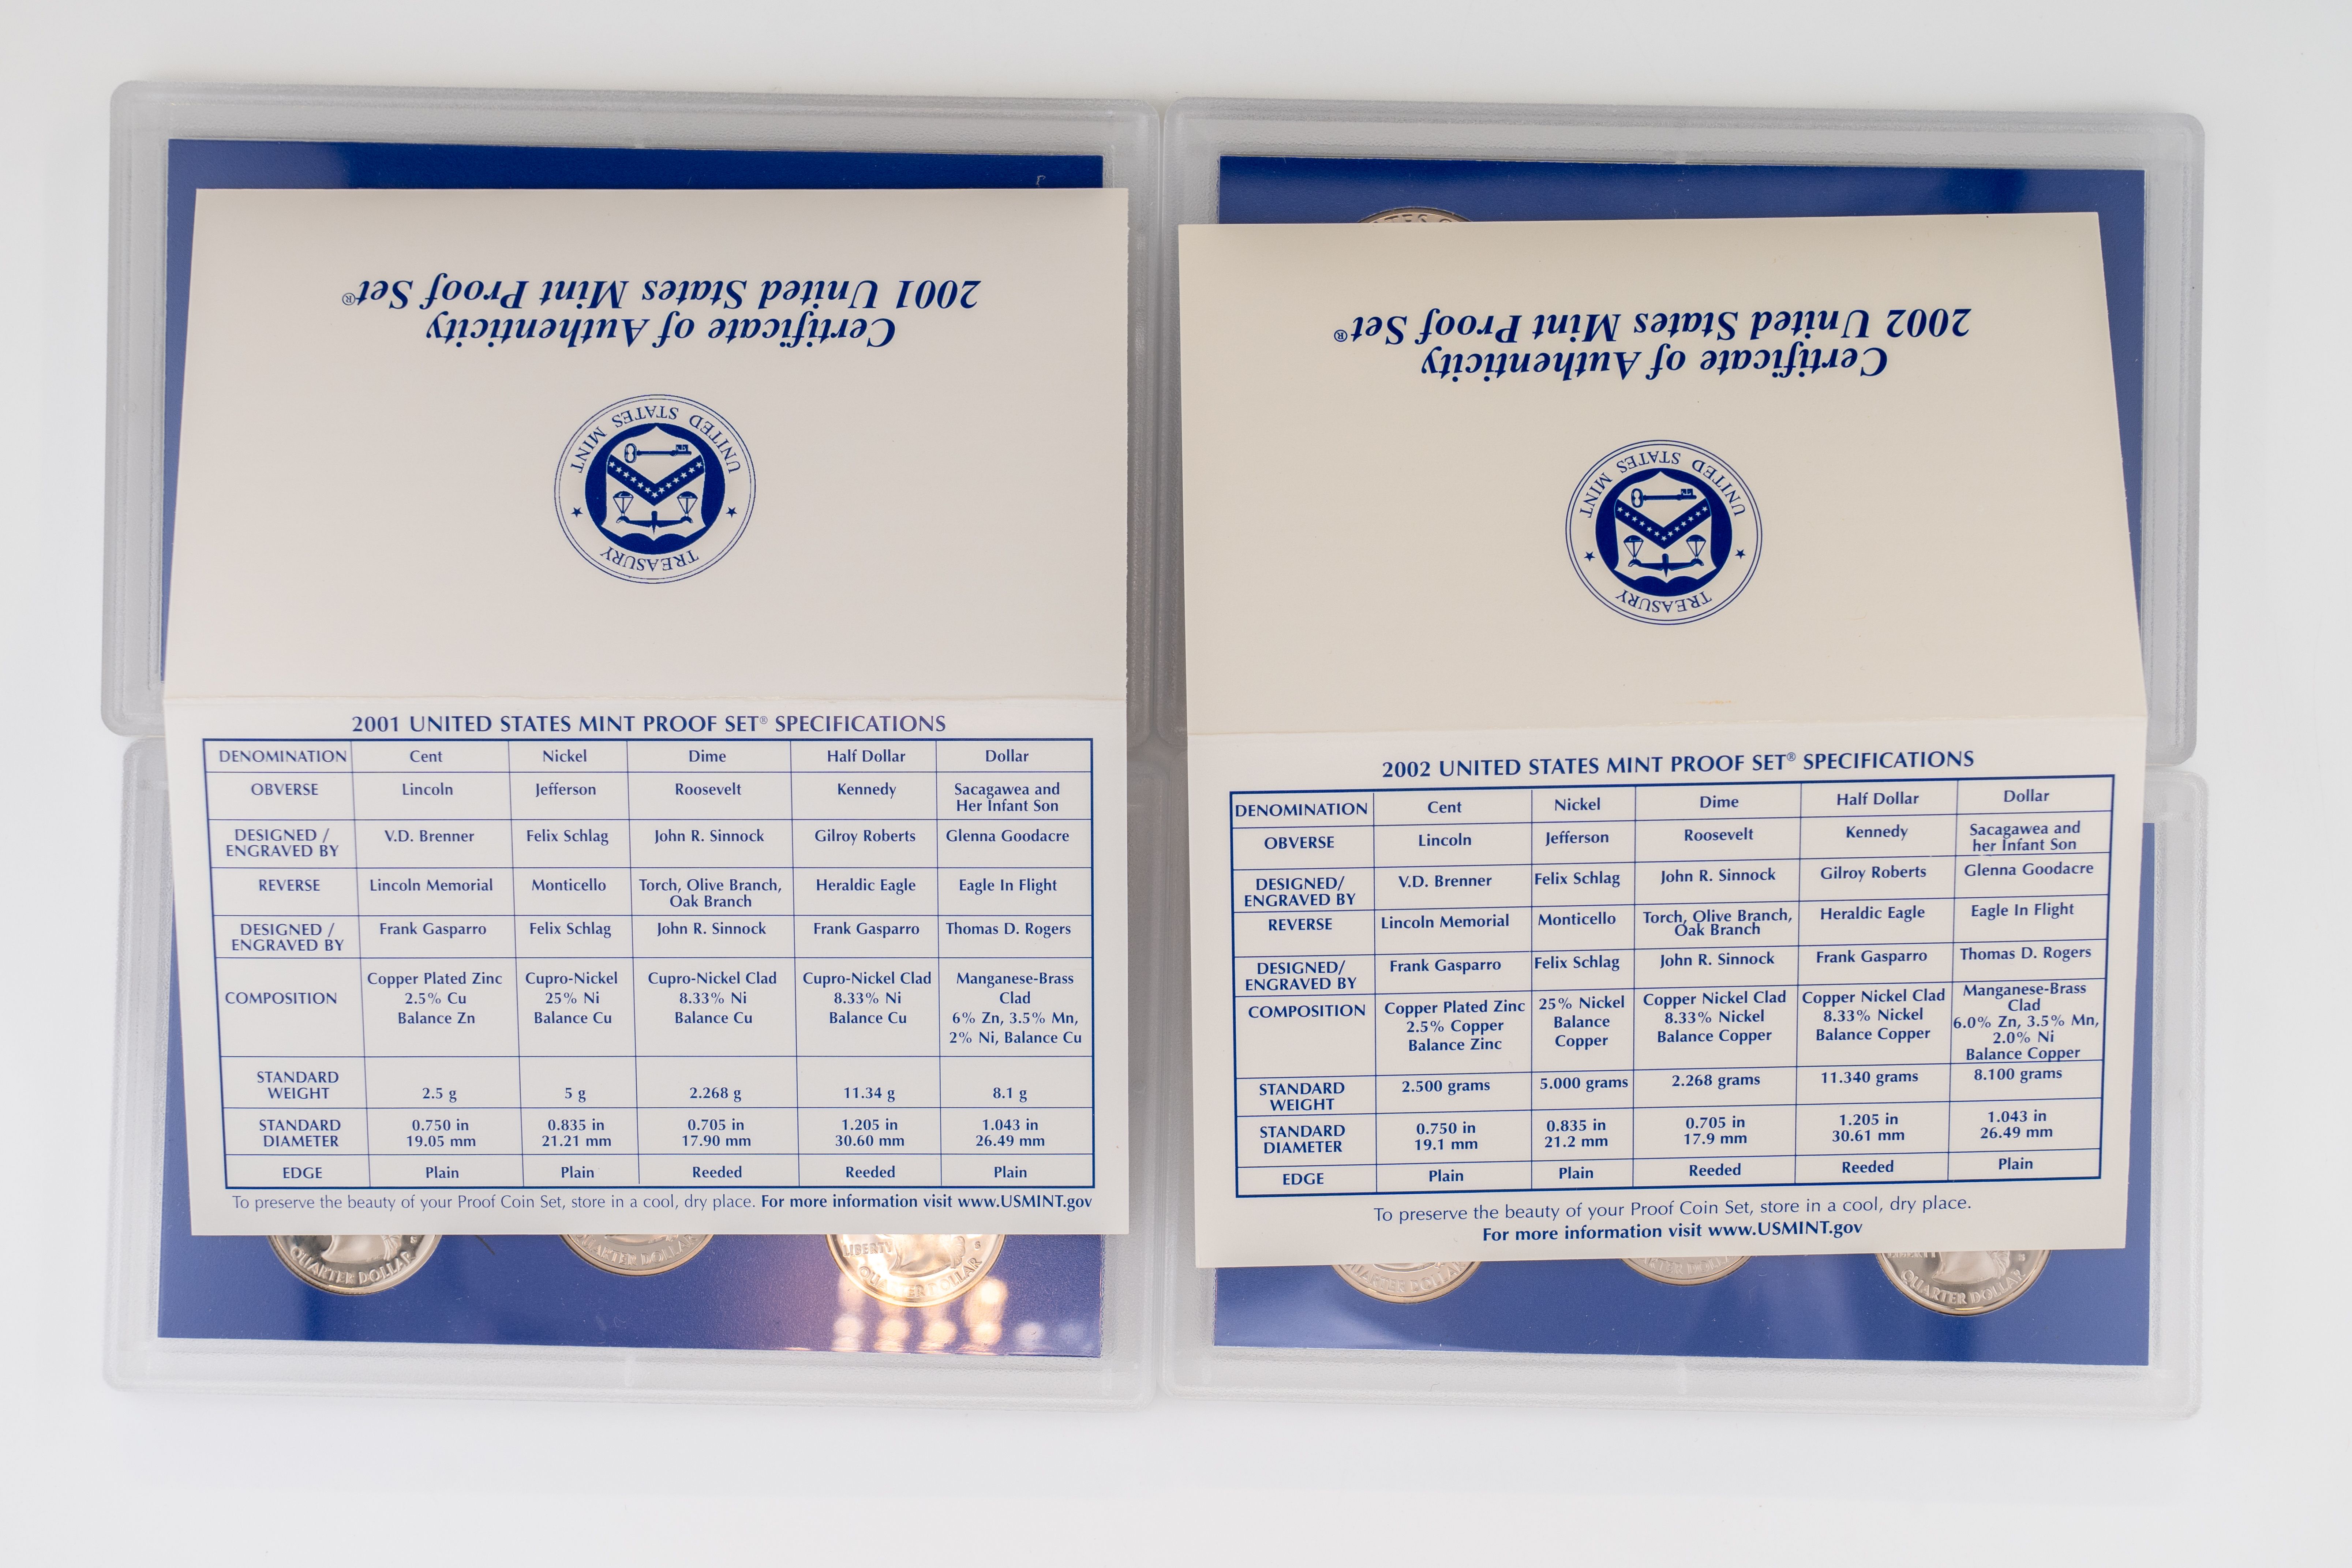 Certificate of Authenticity
2001 United States Mint Proof Set®
UNITED STATES MINT
TREASURY
2001 UNITED STATES MINT PROOF SET® SPECIFICATIONS
DENOMINATION Cent Nickel Dime Half Dollar Dollar
OBVERSE Lincoln Jefferson Roosevelt Kennedy Sacagawea and
Her Infant Son
DESIGNED / V.D. Brenner Felix Schlag John R. Sinnock Gilroy Roberts Glenna Goodacre
ENGRAVED BY
REVERSE Lincoln Memorial Monticello Torch, Olive Branch, Heraldic Eagle Eagle In Flight
Oak Branch
DESIGNED / Frank Gasparro Felix Schlag John R. Sinnock Frank Gasparro Thomas D. Rogers
ENGRAVED BY
Copper Plated Zinc Cupro-Nickel Cupro-Nickel Clad Cupro-Nickel Clad Manganese-Brass
COMPOSITION 2.5% Cu 25% Ni 8.33% Ni 8.33% Ni Clad
Balance Zn Balance Cu Balance Cu Balance Cu 6% Zn, 3.5% Mn,
2% Ni, Balance Cu
STANDARD
WEIGHT 2.5 g 5 g 2.268 g 11.34 g 8.1 g
STANDARD 0.750 in 0.835 in 0.705 in 1.205 in 1.043 in
DIAMETER 19.05 mm 21.21 mm 17.90 mm 30.60 mm 26.49 mm
EDGE Plain Plain Reeded Reeded Plain
To preserve the beauty of your Proof Coin Set, store in a cool, dry place. For more information visit www.USMINT.gov
QUARTER DOLLAR
QUARTER DOLLAR
LIBERTY
S
QUARTER DOLLAR
Certificate of Authenticity
2002 United States Mint Proof Set®
UNITED STATES MINT
TREASURY
2002 UNITED STATES MINT PROOF SET® SPECIFICATIONS
DENOMINATION Cent Nickel Dime Half Dollar Dollar
OBVERSE Lincoln Jefferson Roosevelt Kennedy Sacagawea and
her Infant Son
DESIGNED/ V.D. Brenner Felix Schlag John R. Sinnock Gilroy Roberts Glenna Goodacre
ENGRAVED BY
REVERSE Lincoln Memorial Monticello Torch, Olive Branch, Heraldic Eagle Eagle In Flight
Oak Branch
DESIGNED/ Frank Gasparro Felix Schlag John R. Sinnock Frank Gasparro Thomas D. Rogers
ENGRAVED BY
COMPOSITION Copper Plated Zinc 25% Nickel Copper Nickel Clad Copper Nickel Clad Manganese-Brass
2.5% Copper Balance 8.33% Nickel 8.33% Nickel Clad
Balance Zinc Copper Balance Copper Balance Copper 6.0% Zn, 3.5% Mn,
2.0% Ni
Balance Copper
STANDARD 2.500 grams 5.000 grams 2.268 grams 11.340 grams 8.100 grams
WEIGHT
STANDARD 0.750 in 0.835 in 0.705 in 1.205 in 1.043 in
DIAMETER 19.1 mm 21.2 mm 17.9 mm 30.61 mm 26.49 mm
EDGE Plain Plain Reeded Reeded Plain
To preserve the beauty of your Proof Coin Set, store in a cool, dry place.
For more information visit www.USMINT.gov
QUARTER DOLLAR
QUARTER DOLLAR
QUARTER DOLLAR